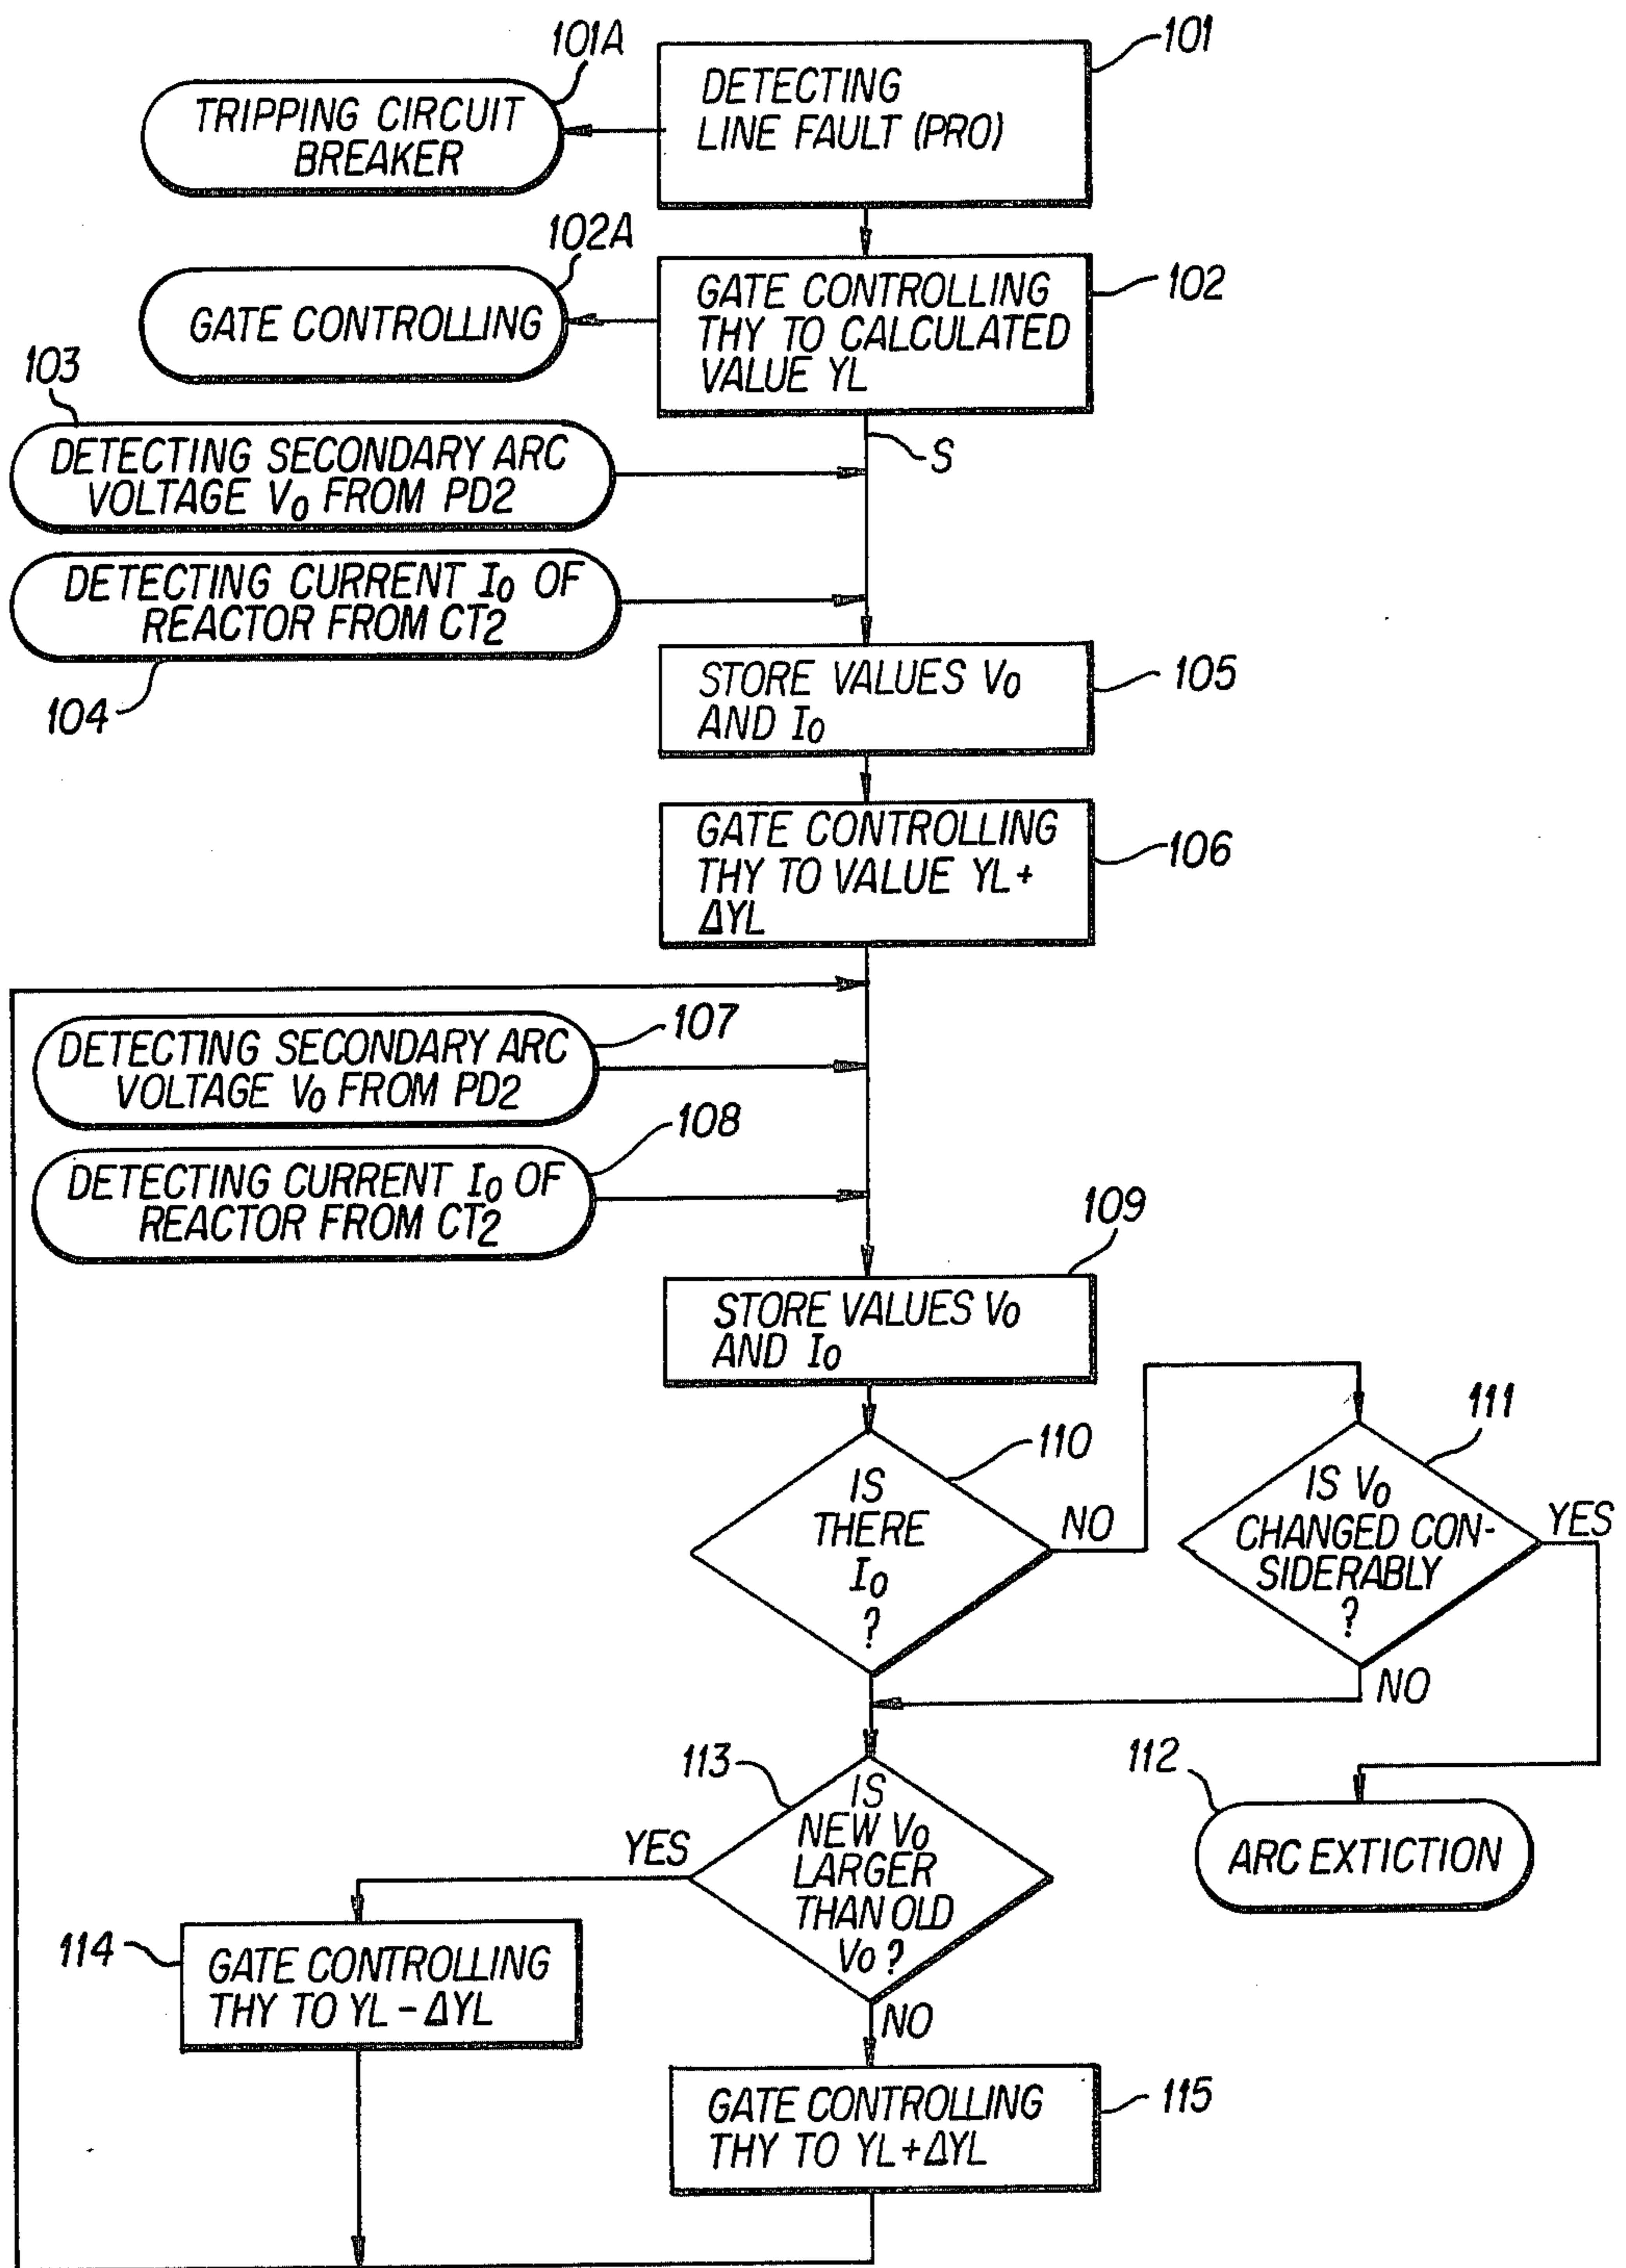 101A
101
TRIPPING CIRCUIT
BREAKER
DETECTING
LINE FAULT (PRO)
102A
102
GATE CONTROLLING
GATE CONTROLLING
THY TO CALCULATED
VALUE YL
103
S
DETECTING SECONDARY ARC
VOLTAGE V0 FROM PD2
DETECTING CURRENT I0 OF
REACTOR FROM CT2
104
STORE VALUES V0
AND I0
105
GATE CONTROLLING
THY TO VALUE YL+
ΔYL
106
107
DETECTING SECONDARY ARC
VOLTAGE V0 FROM PD2
108
DETECTING CURRENT I0 OF
REACTOR FROM CT2
109
STORE VALUES V0
AND I0
110
IS
THERE
I0
?
NO
111
IS V0
CHANGED CON-
SIDERABLY
?
YES
NO
112
ARC EXTICTION
113
IS
NEW V0
LARGER
THAN OLD
V0 ?
YES
NO
114
GATE CONTROLLING
THY TO YL-ΔYL
115
GATE CONTROLLING
THY TO YL+ΔYL